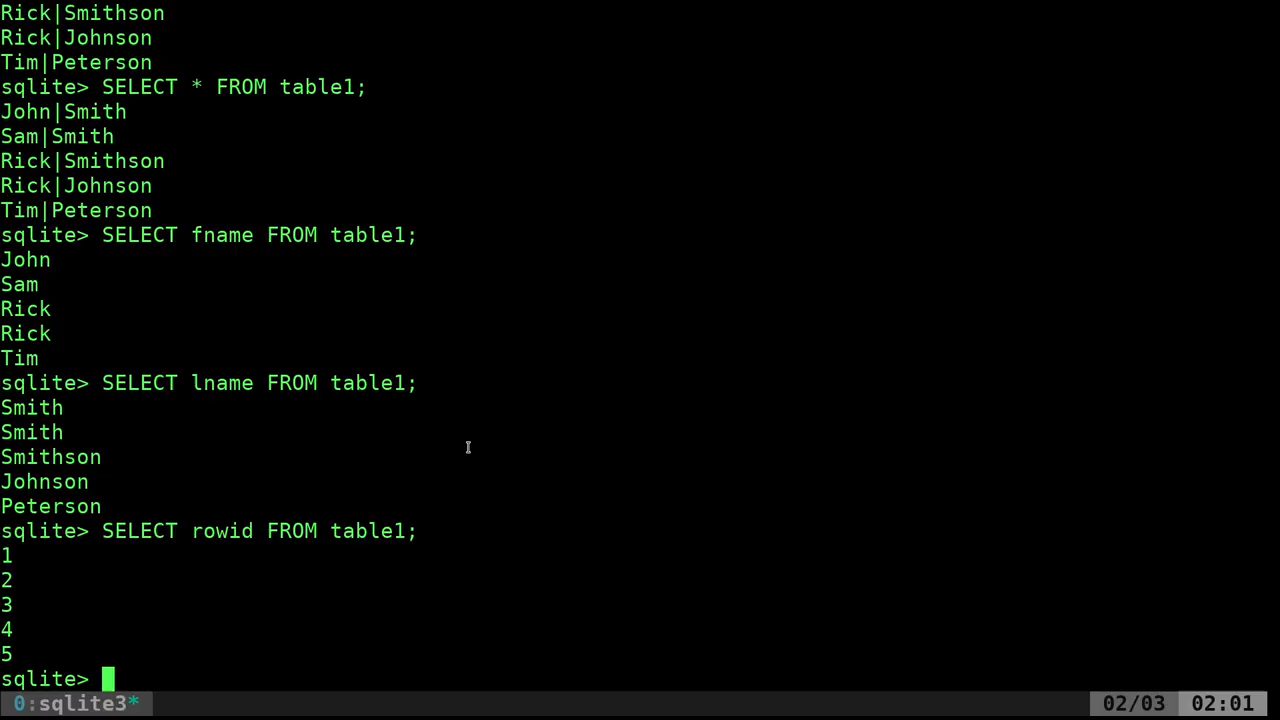 Rick|Smithson
Rick|Johnson
Tim|Peterson
sqlite> SELECT * FROM table1;
John|Smith
Sam|Smith
Rick|Smithson
Rick|Johnson
Tim|Peterson
sqlite> SELECT fname FROM table1;
John
Sam
Rick
Rick
Tim
sqlite> SELECT lname FROM table1;
Smith
Smith
Smithson
Johnson
Peterson
sqlite> SELECT rowid FROM table1;
1
2
3
4
5
sqlite>
0:sqlite3* 02/03 02:01